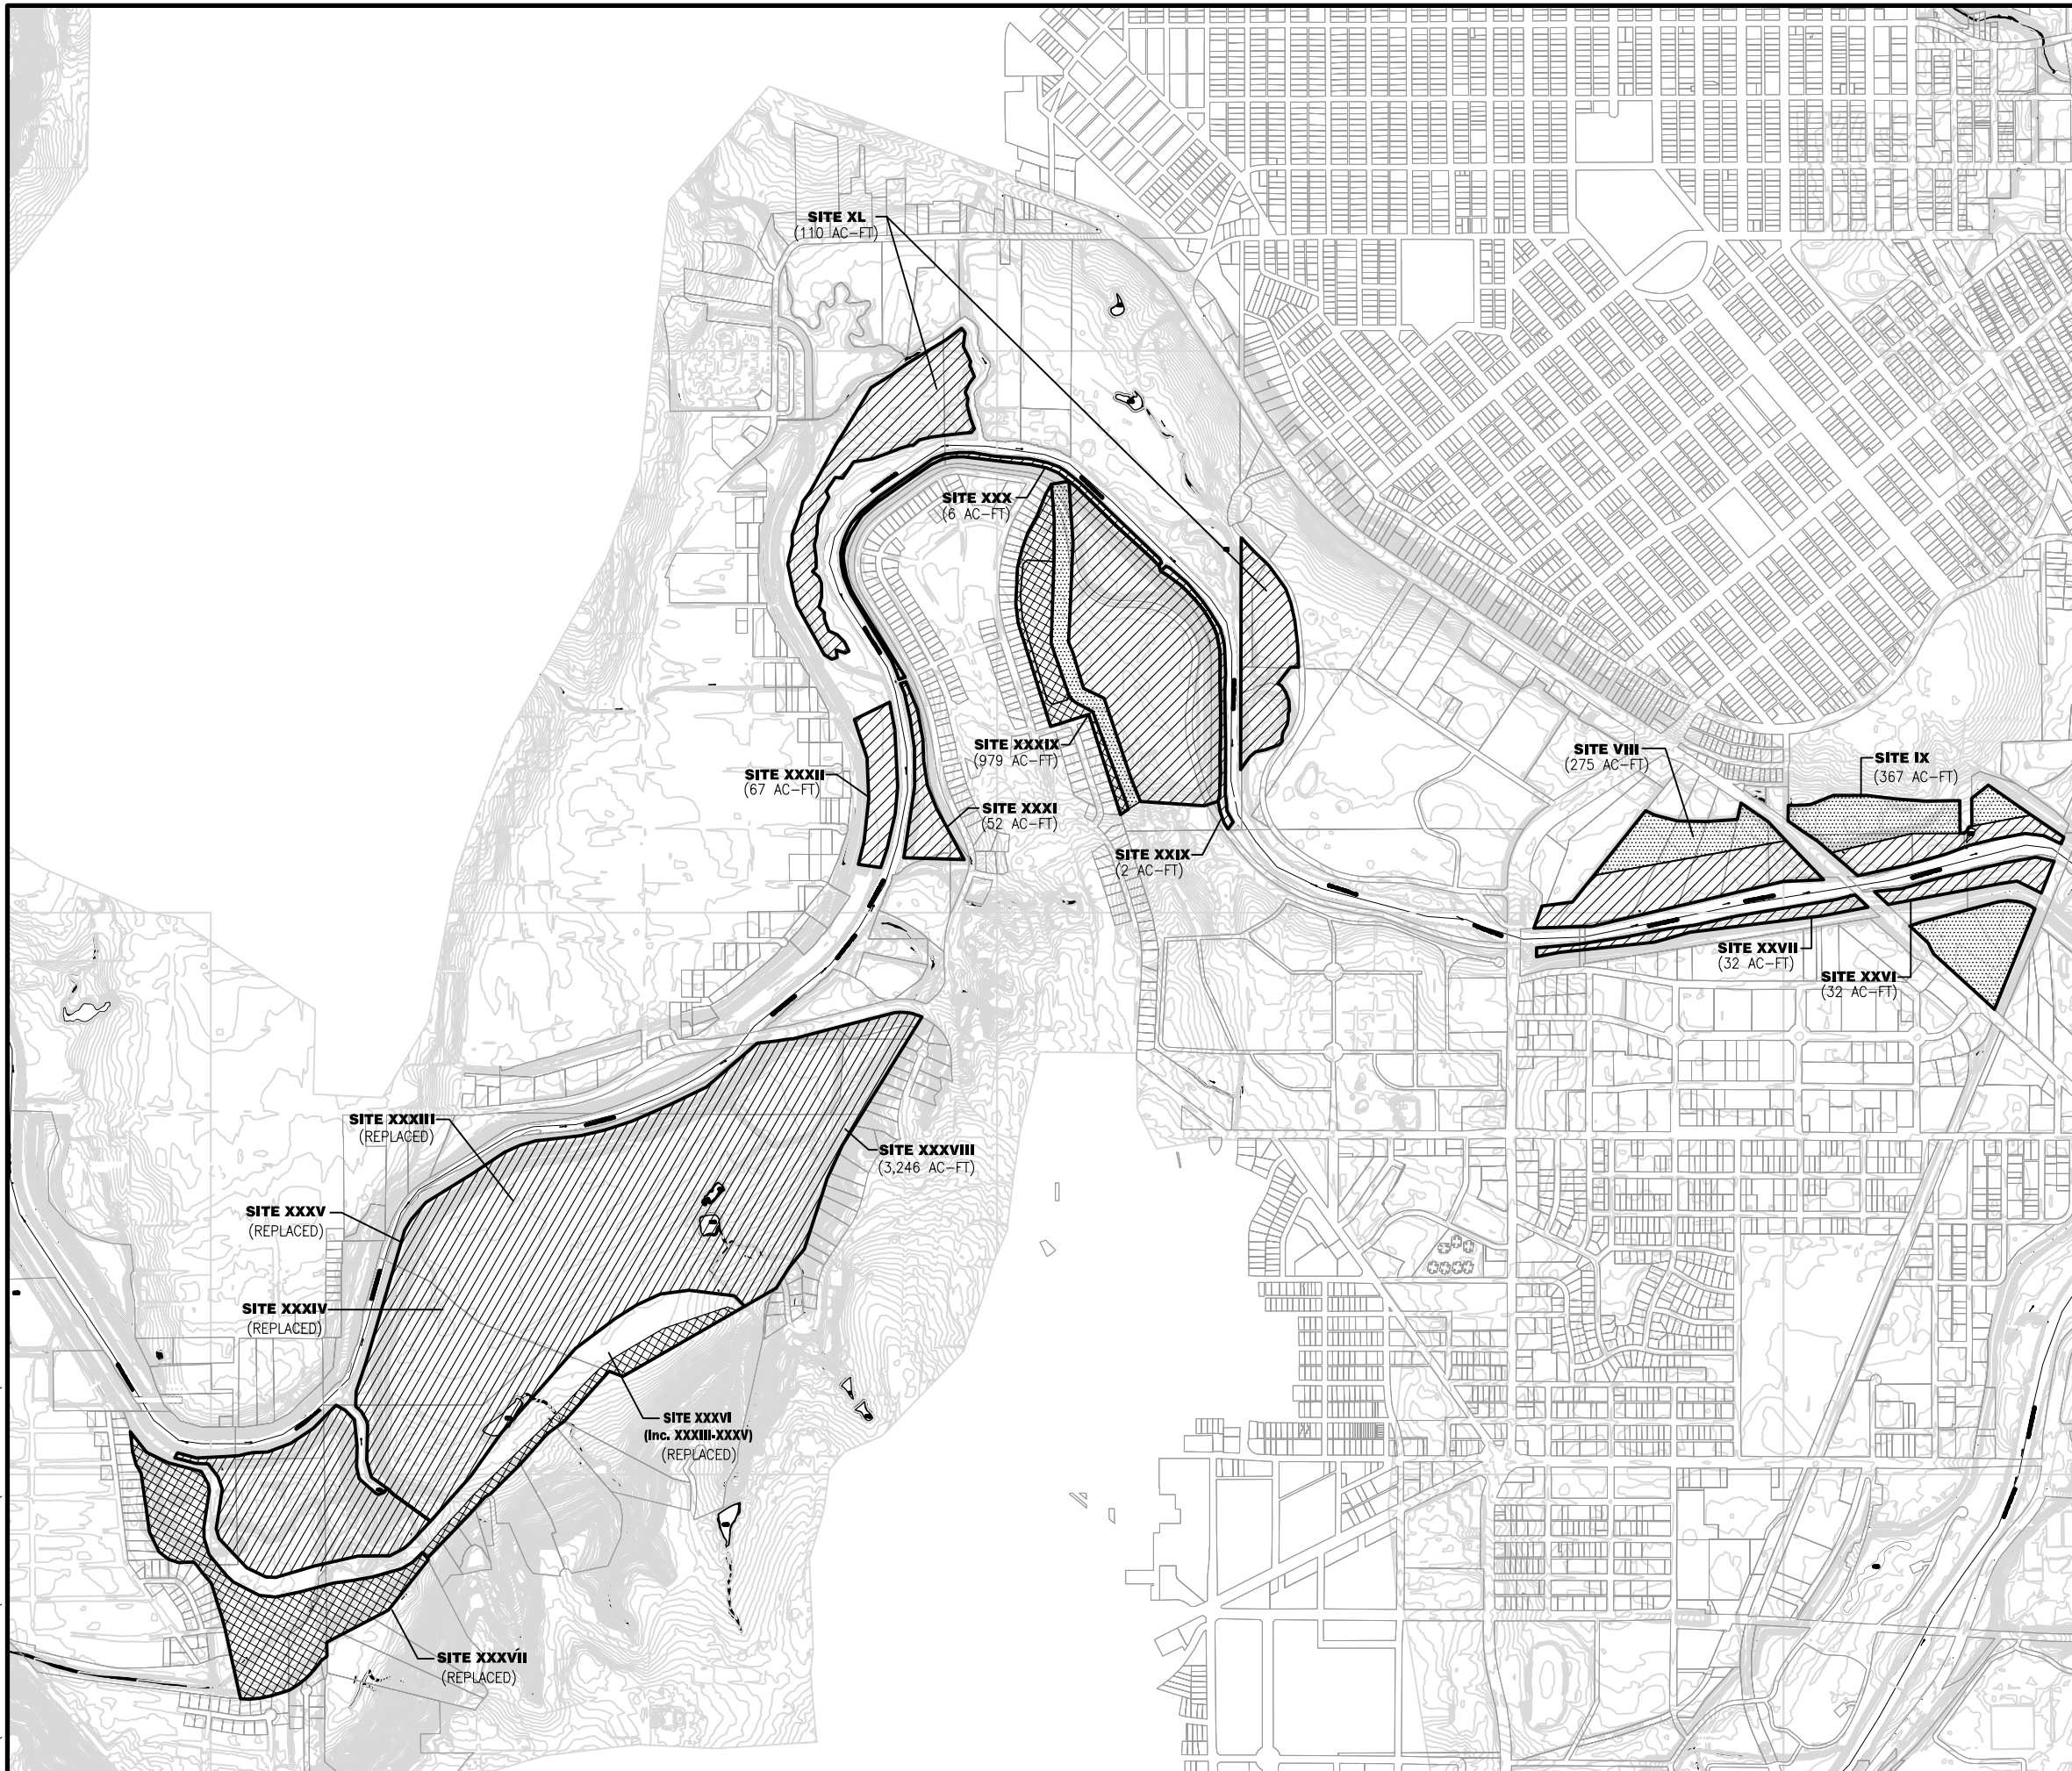 SITE XL
(110 AC-FT)
SITE XXX
(6 AC-FT)
SITE XXXIX
(979 AC-FT)
SITE XXXII
(67 AC-FT)
SITE XXXI
(52 AC-FT)
SITE XXIX
(2 AC-FT)
SITE VIII
(275 AC-FT)
SITE IX
(367 AC-FT)
SITE XXVII
(32 AC-FT)
SITE XXVI
(32 AC-FT)
SITE XXXIII
(REPLACED)
SITE XXXVIII
(3,246 AC-FT)
SITE XXXV
(REPLACED)
SITE XXXIV
(REPLACED)
SITE XXXVI
(Inc. XXXIII-XXXV)
(REPLACED)
SITE XXXVII
(REPLACED)